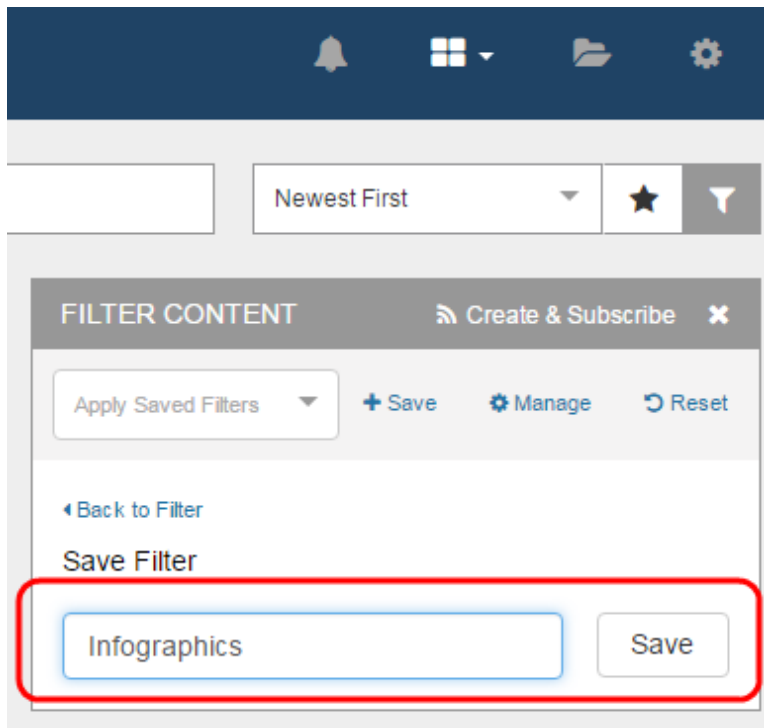 Newest First
FILTER CONTENT Create & Subscribe
Apply Saved Filters Save Manage Reset
Back to Filter
Save Filter
Infographics Save